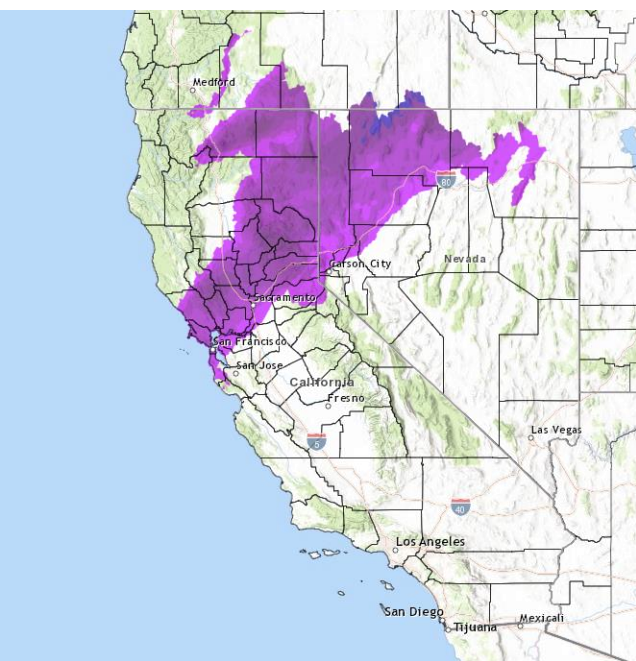 Medford
80
Carson City
Nevada
Sacramento
San Francisco
San Jose
California
Fresno
5
Las Vegas
40
Los Angeles
San Diego
Tijuana
Mexicali